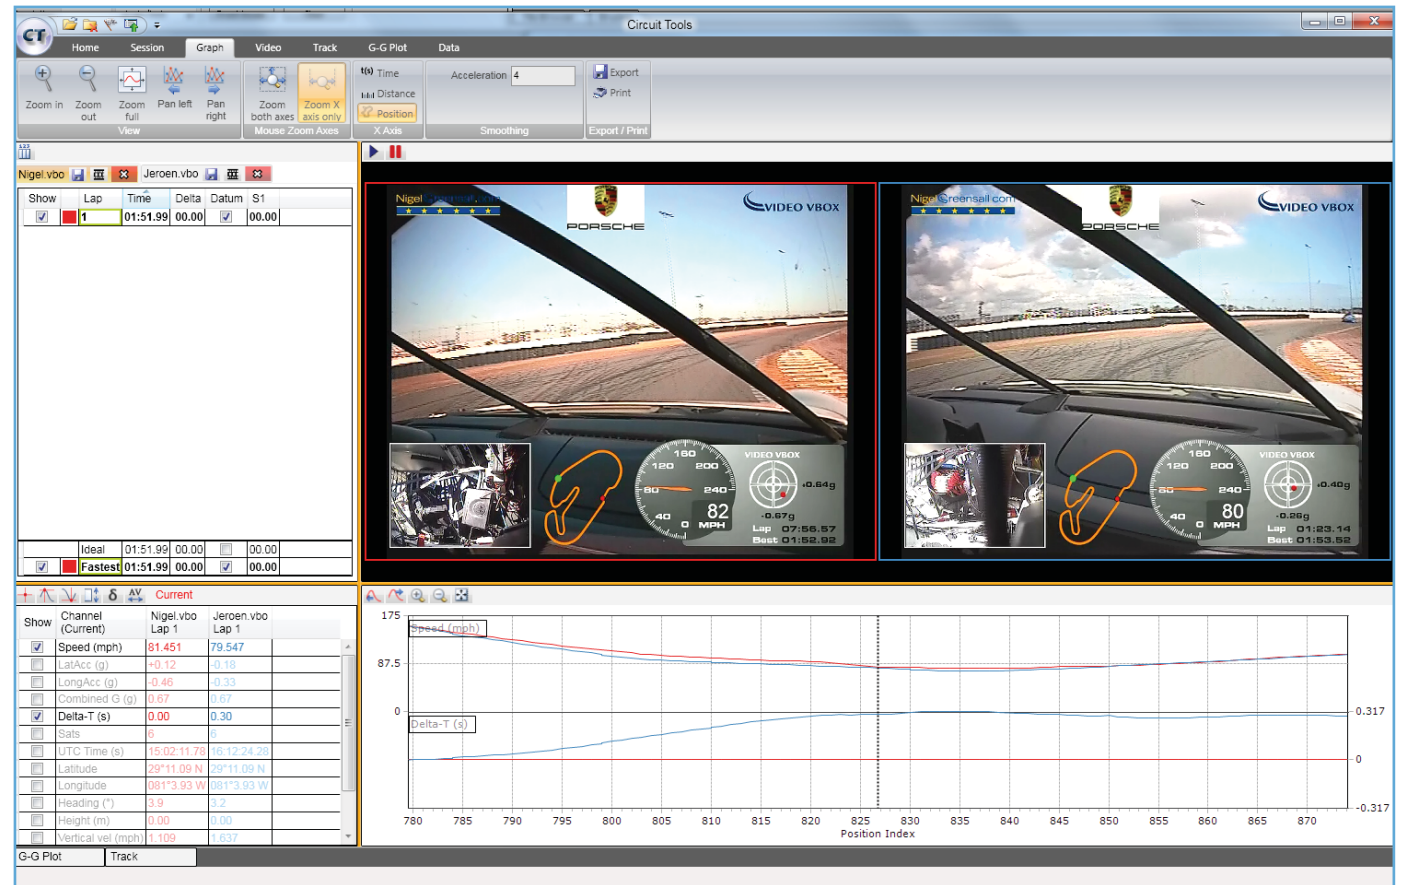 Circuit Tools
CT
Home Session Graph Video Track G-G Plot Data
Zoom in Zoom out Zoom full Pan left Pan right
View
Zoom both axes Zoom X axis only
Mouse Zoom Axes
t(s) Time
Distance
Position
X Axis
Acceleration 4
Smoothing
Export
Print
Export / Print
Nigel.vbo Jeroen.vbo
Show Lap Time Delta Datum S1
1 01:51.99 00.00 00.00
Ideal 01:51.99 00.00 00.00
Fastest 01:51.99 00.00 00.00
NigelGreensall.com
PORSCHE
VIDEO VBOX
160
120 200
80 240
40 0
82
MPH
VIDEO VBOX
+0.64g
-0.67g
Lap 07:56.57
Best 01:52.92
NigelGreensall.com
PORSCHE
VIDEO VBOX
160
120 200
80 240
40 0
80
MPH
VIDEO VBOX
+0.40g
-0.26g
Lap 01:23.14
Best 01:53.52
δ ΔV Current
Show Channel (Current) Nigel.vbo Lap 1 Jeroen.vbo Lap 1
Speed (mph) 81.451 79.547
LatAcc (g) +0.12 -0.18
LongAcc (g) -0.46 -0.33
Combined G (g) 0.67 0.67
Delta-T (s) 0.00 0.30
Sats 6 6
UTC Time (s) 15:02:11.78 16:12:24.28
Latitude 29°11.09 N 29°11.09 N
Longitude 081°3.93 W 081°3.93 W
Heading (°) 3.9 3.2
Height (m) 0.00 0.00
Vertical vel (mph) 1.109 1.637
175
Speed (mph)
87.5
0
Delta-T (s)
0.317
0
-0.317
780 785 790 795 800 805 810 815 820 825 830 835 840 845 850 855 860 865 870
Position Index
G-G Plot Track